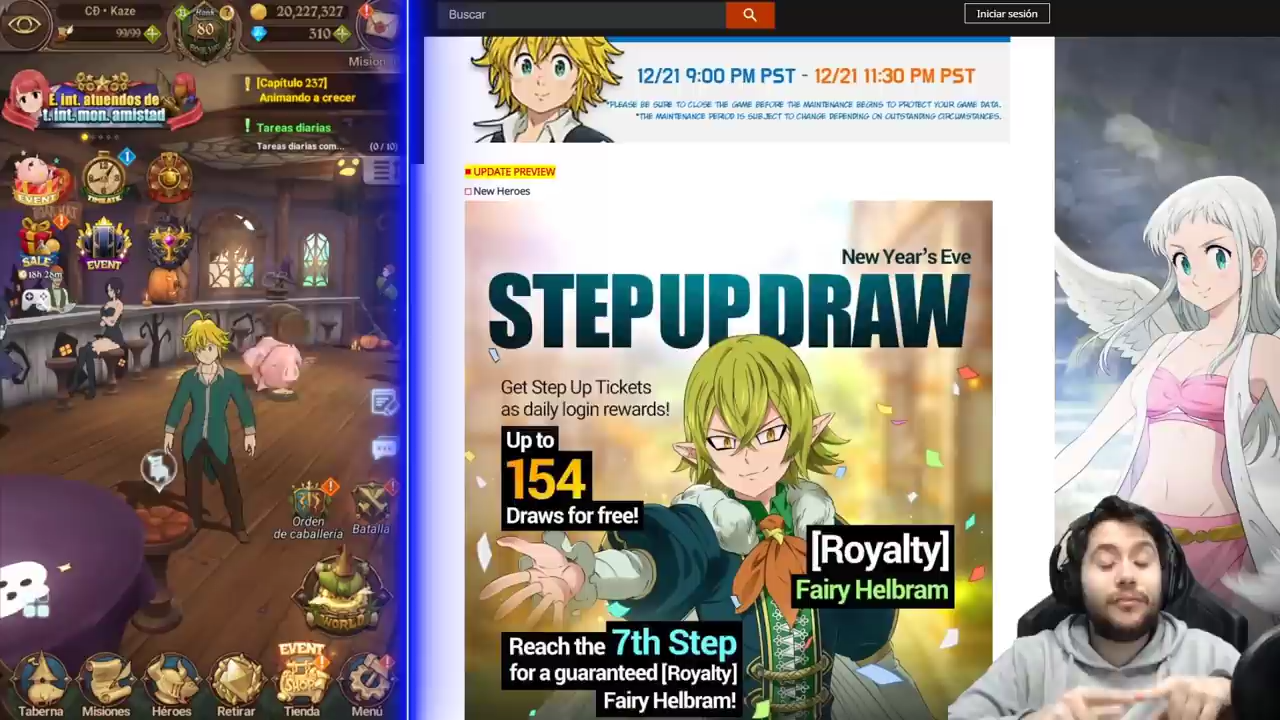 CĐ • Kaze
99/99
Rank
80
20,227,327
310
Misión
E. int. atuendos de
t. int. mon. amistad
[Capítulo 237]
Animando a crecer
Tareas diarias
Tareas diarias com... (0 / 10)
EVENT
SALE
EVENT
18h 26m
Orden
de caballería
Batalla
WORLD
EVENT
SHOP
Taberna
Misiones
Héroes
Retirar
Tienda
Menú
Buscar
Iniciar sesión
12/21 9:00 PM PST - 12/21 11:30 PM PST
*PLEASE BE SURE TO CLOSE THE GAME BEFORE THE MAINTENANCE BEGINS TO PROTECT YOUR GAME DATA.
*THE MAINTENANCE PERIOD IS SUBJECT TO CHANGE DEPENDING ON OUTSTANDING CIRCUMSTANCES.
UPDATE PREVIEW
New Heroes
New Year's Eve
STEP UP DRAW
Get Step Up Tickets
as daily login rewards!
Up to
154
Draws for free!
[Royalty]
Fairy Helbram
Reach the 7th Step
for a guaranteed [Royalty]
Fairy Helbram!